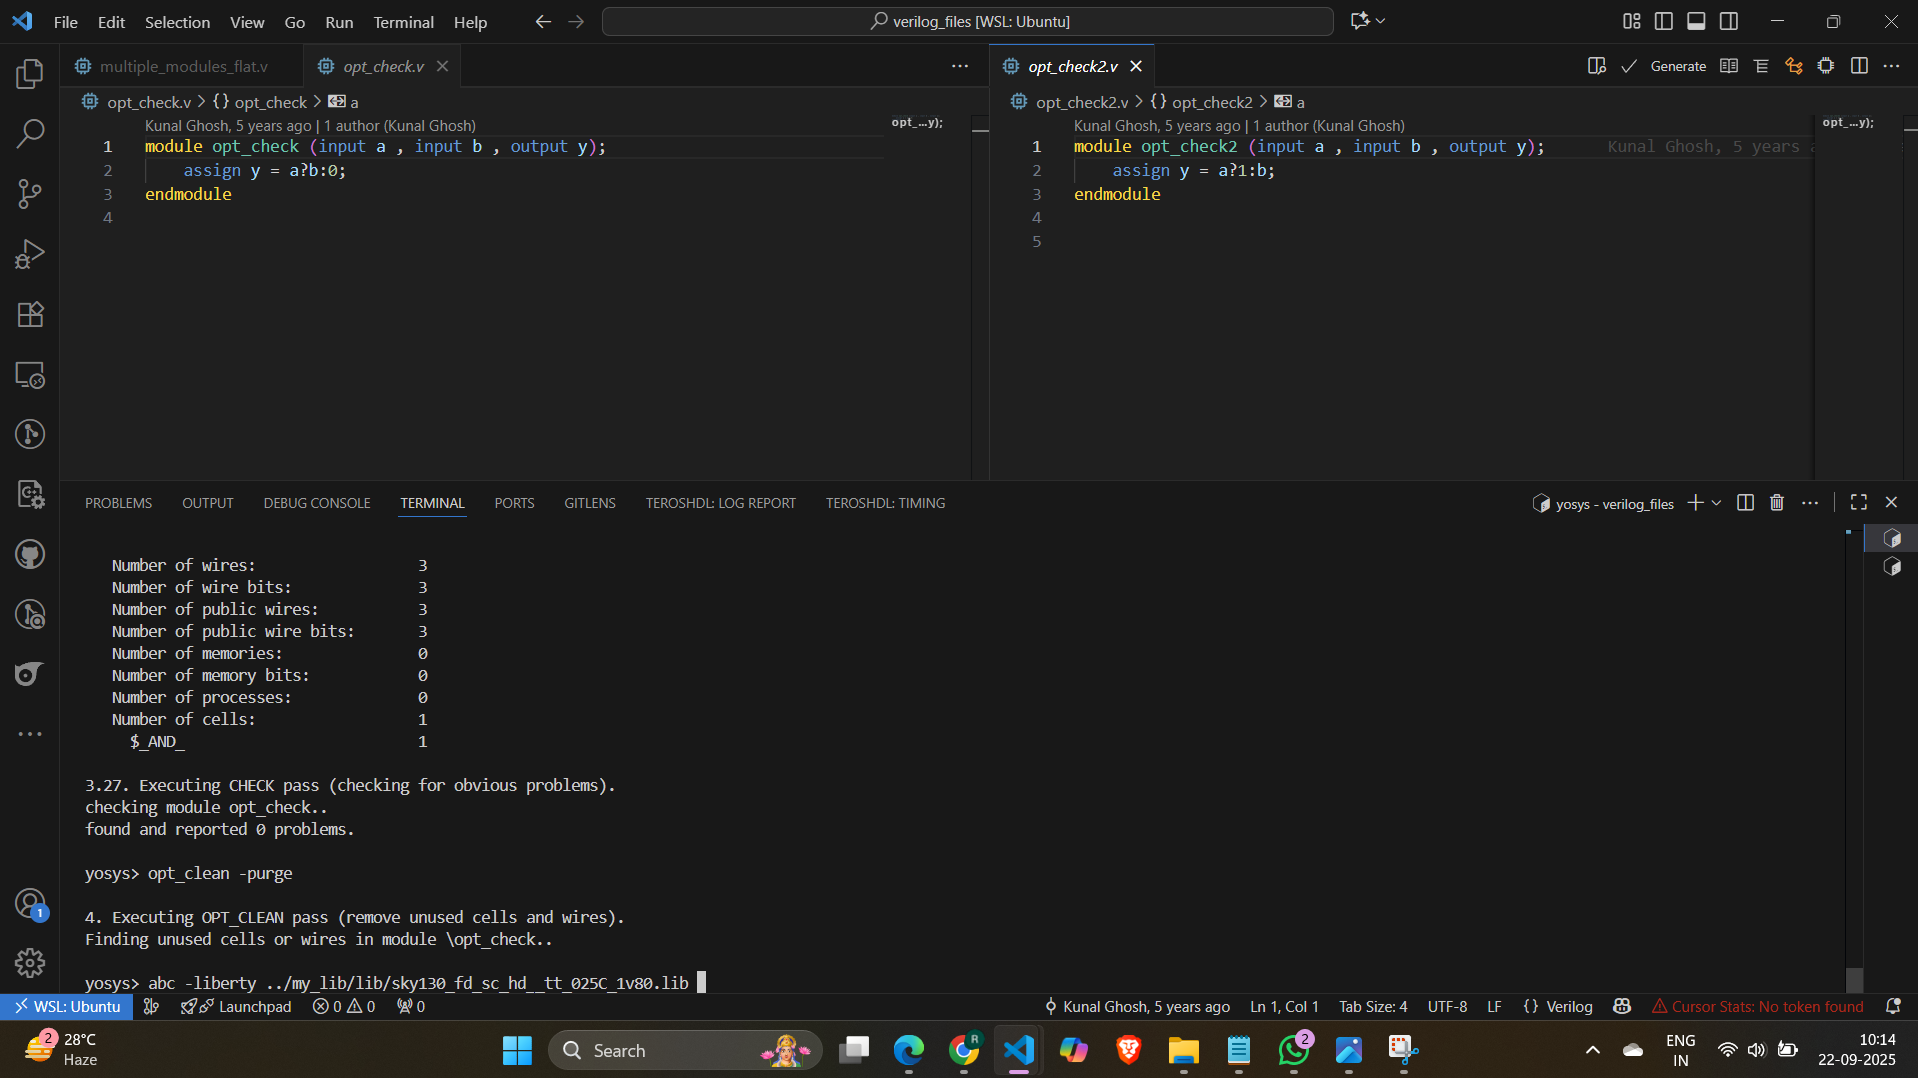 File Edit Selection View Go Run Terminal Help
verilog_files [WSL: Ubuntu]
multiple_modules_flat.v
opt_check.v
opt_check.v > {} opt_check > a
Kunal Ghosh, 5 years ago | 1 author (Kunal Ghosh)
1 module opt_check (input a , input b , output y);
2 assign y = a?b:0;
3 endmodule
4
opt_...y);
opt_check2.v
Generate
opt_check2.v > {} opt_check2 > a
Kunal Ghosh, 5 years ago | 1 author (Kunal Ghosh)
1 module opt_check2 (input a , input b , output y); Kunal Ghosh, 5 years a
2 assign y = a?1:b;
3 endmodule
4
5
opt_...y);
PROBLEMS OUTPUT DEBUG CONSOLE TERMINAL PORTS GITLENS TEROSHDL: LOG REPORT TEROSHDL: TIMING
yosys - verilog_files
Number of wires: 3
Number of wire bits: 3
Number of public wires: 3
Number of public wire bits: 3
Number of memories: 0
Number of memory bits: 0
Number of processes: 0
Number of cells: 1
$_AND_ 1
3.27. Executing CHECK pass (checking for obvious problems).
checking module opt_check..
found and reported 0 problems.
yosys> opt_clean -purge
4. Executing OPT_CLEAN pass (remove unused cells and wires).
Finding unused cells or wires in module \opt_check..
yosys> abc -liberty ../my_lib/lib/sky130_fd_sc_hd__tt_025C_1v80.lib
1
WSL: Ubuntu Launchpad 0 0 0 Kunal Ghosh, 5 years ago Ln 1, Col 1 Tab Size: 4 UTF-8 LF {} Verilog Cursor Stats: No token found
2
28°C
Haze
Search
R
2
ENG
IN
10:14
22-09-2025